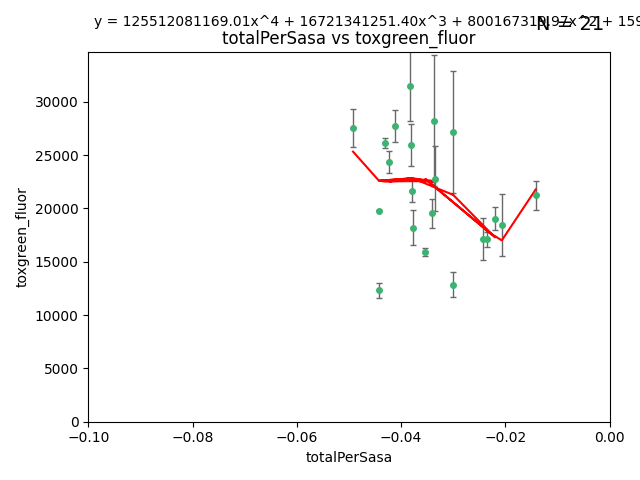 y = 125512081169.01x^4 + 16721341251.40x^3 +
N = 21
totalPerSasa vs toxgreen_fluor
30000
25000
20000
15000
10000
5000
0
toxgreen_fluor
−0.10 −0.08 −0.06 −0.04 −0.02 0.00
totalPerSasa